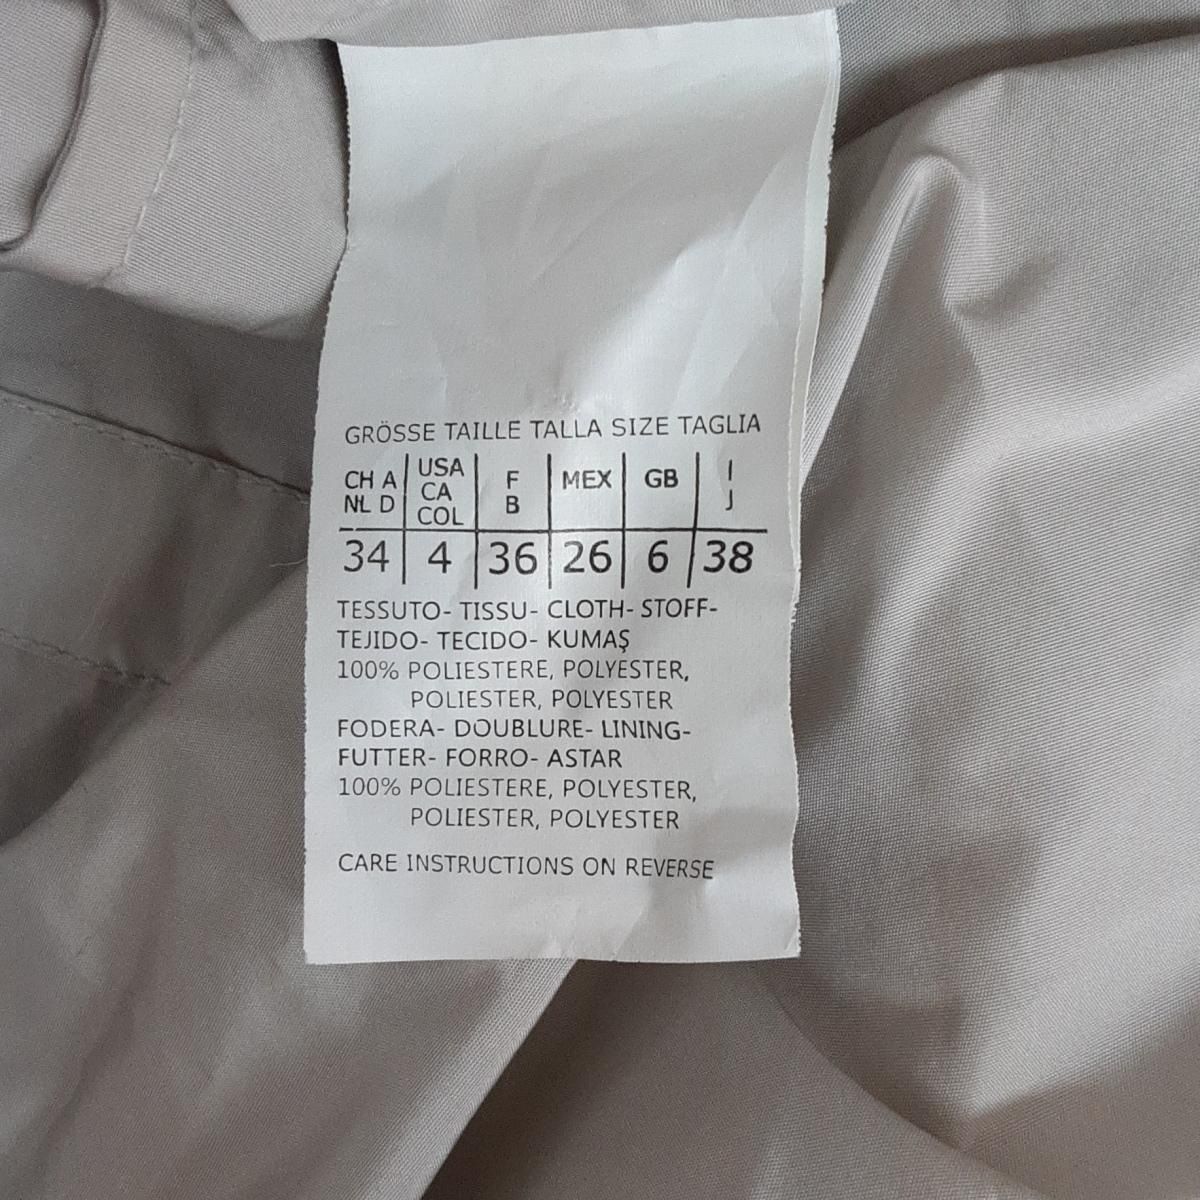 GRÖSSE TAILLE TALLA SIZE TAGLIA
CH A NL D | USA CA COL | F B | MEX | GB | I J
34 | 4 | 36 | 26 | 6 | 38
TESSUTO- TISSU- CLOTH- STOFF-
TEJIDO- TECIDO- KUMAŞ
100% POLIESTERE, POLYESTER,
POLIESTER, POLYESTER
FODERA- DOUBLURE- LINING-
FUTTER- FORRO- ASTAR
100% POLIESTERE, POLYESTER,
POLIESTER, POLYESTER
CARE INSTRUCTIONS ON REVERSE